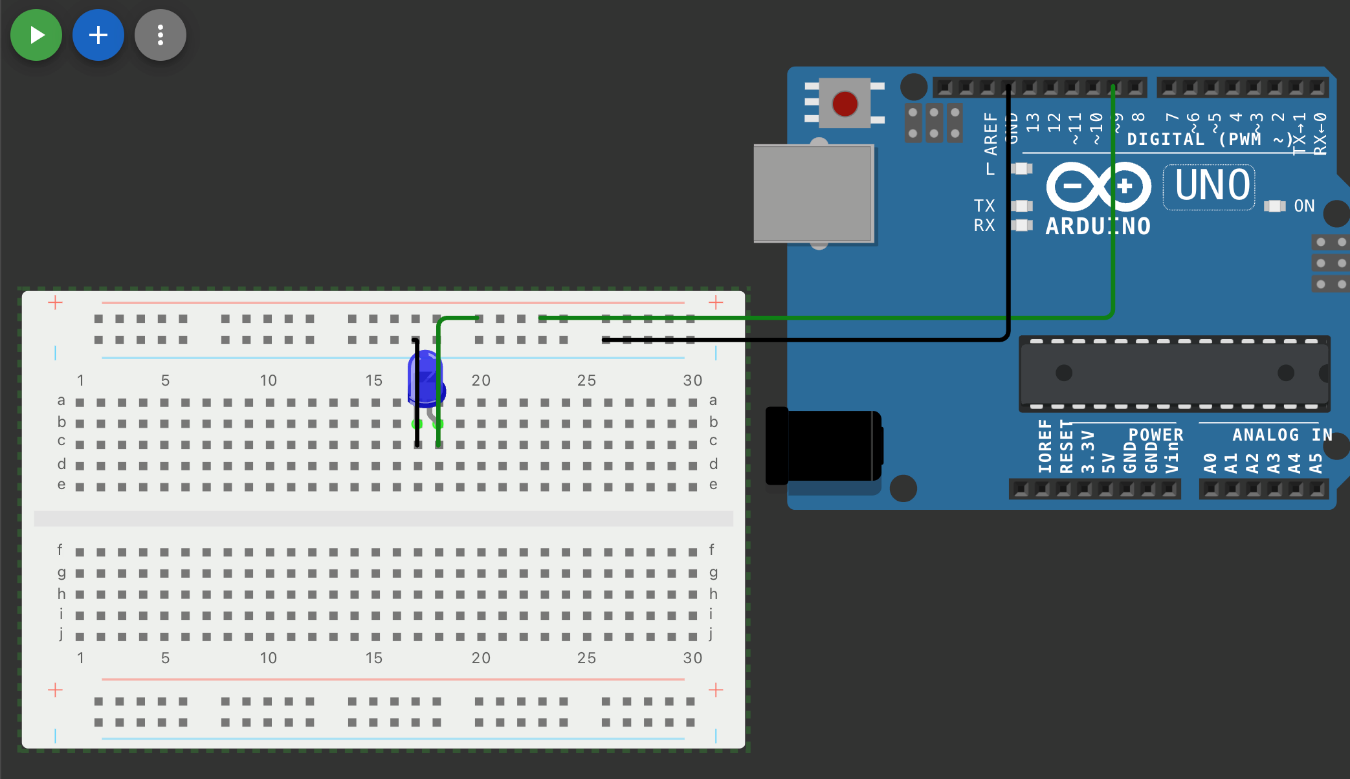 AREF
GND
13
12
~11
~10
~9
8
7
~6
~5
4
~3
2
TX→1
RX←0
DIGITAL (PWM ~)
L
TX
RX
UNO
ON
ARDUINO
+ +
1 5 10 15 20 25 30
a a
b b
c c
d d
e e
f f
g g
h h
i i
j j
1 5 10 15 20 25 30
+ +
IOREF
RESET
3.3V
5V
GND
GND
Vin
POWER
ANALOG IN
A0
A1
A2
A3
A4
A5